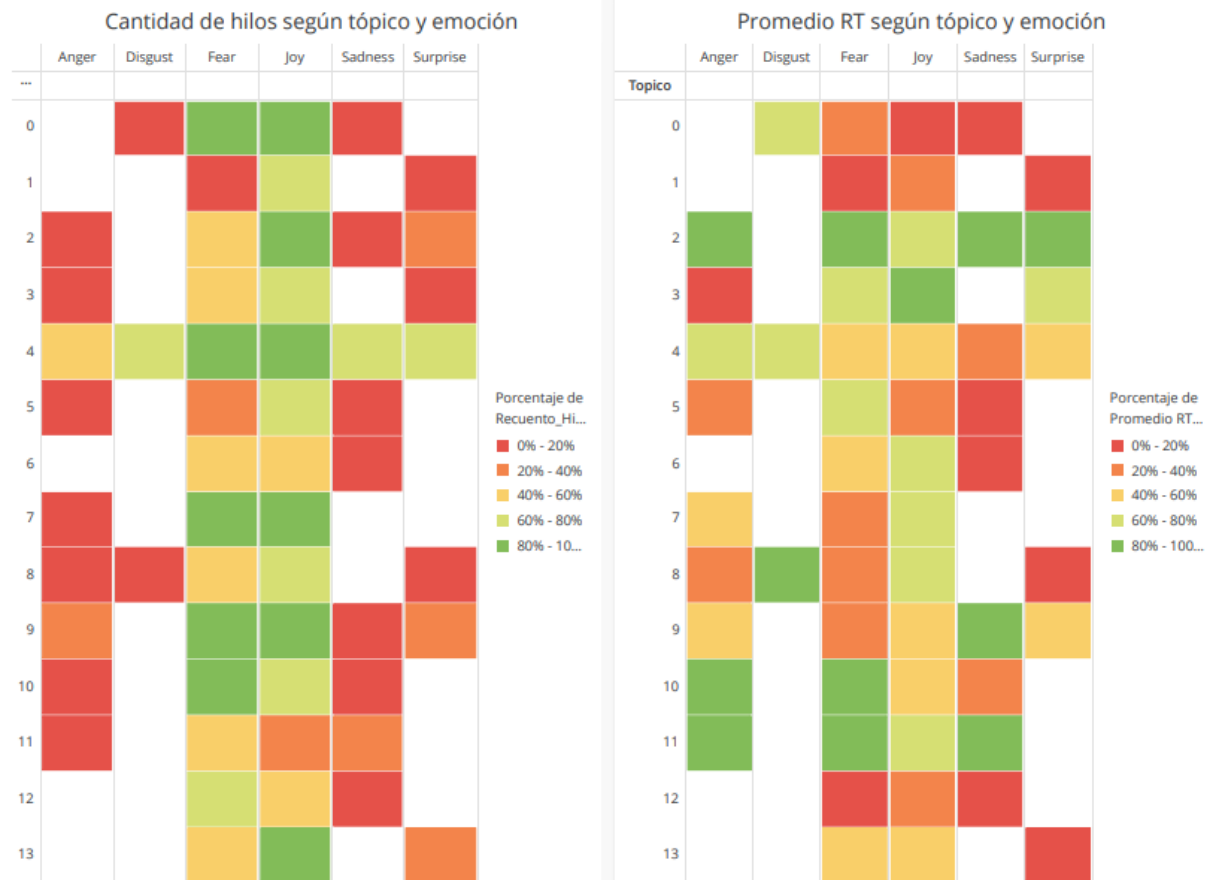 Cantidad de hilos según tópico y emoción
Anger Disgust Fear Joy Sadness Surprise
...
0
1
2
3
4
5
6
7
8
9
10
11
12
13
Porcentaje de
Recuento_Hi...
0% - 20%
20% - 40%
40% - 60%
60% - 80%
80% - 10...
Promedio RT según tópico y emoción
Anger Disgust Fear Joy Sadness Surprise
Topico
0
1
2
3
4
5
6
7
8
9
10
11
12
13
Porcentaje de
Promedio RT...
0% - 20%
20% - 40%
40% - 60%
60% - 80%
80% - 100...